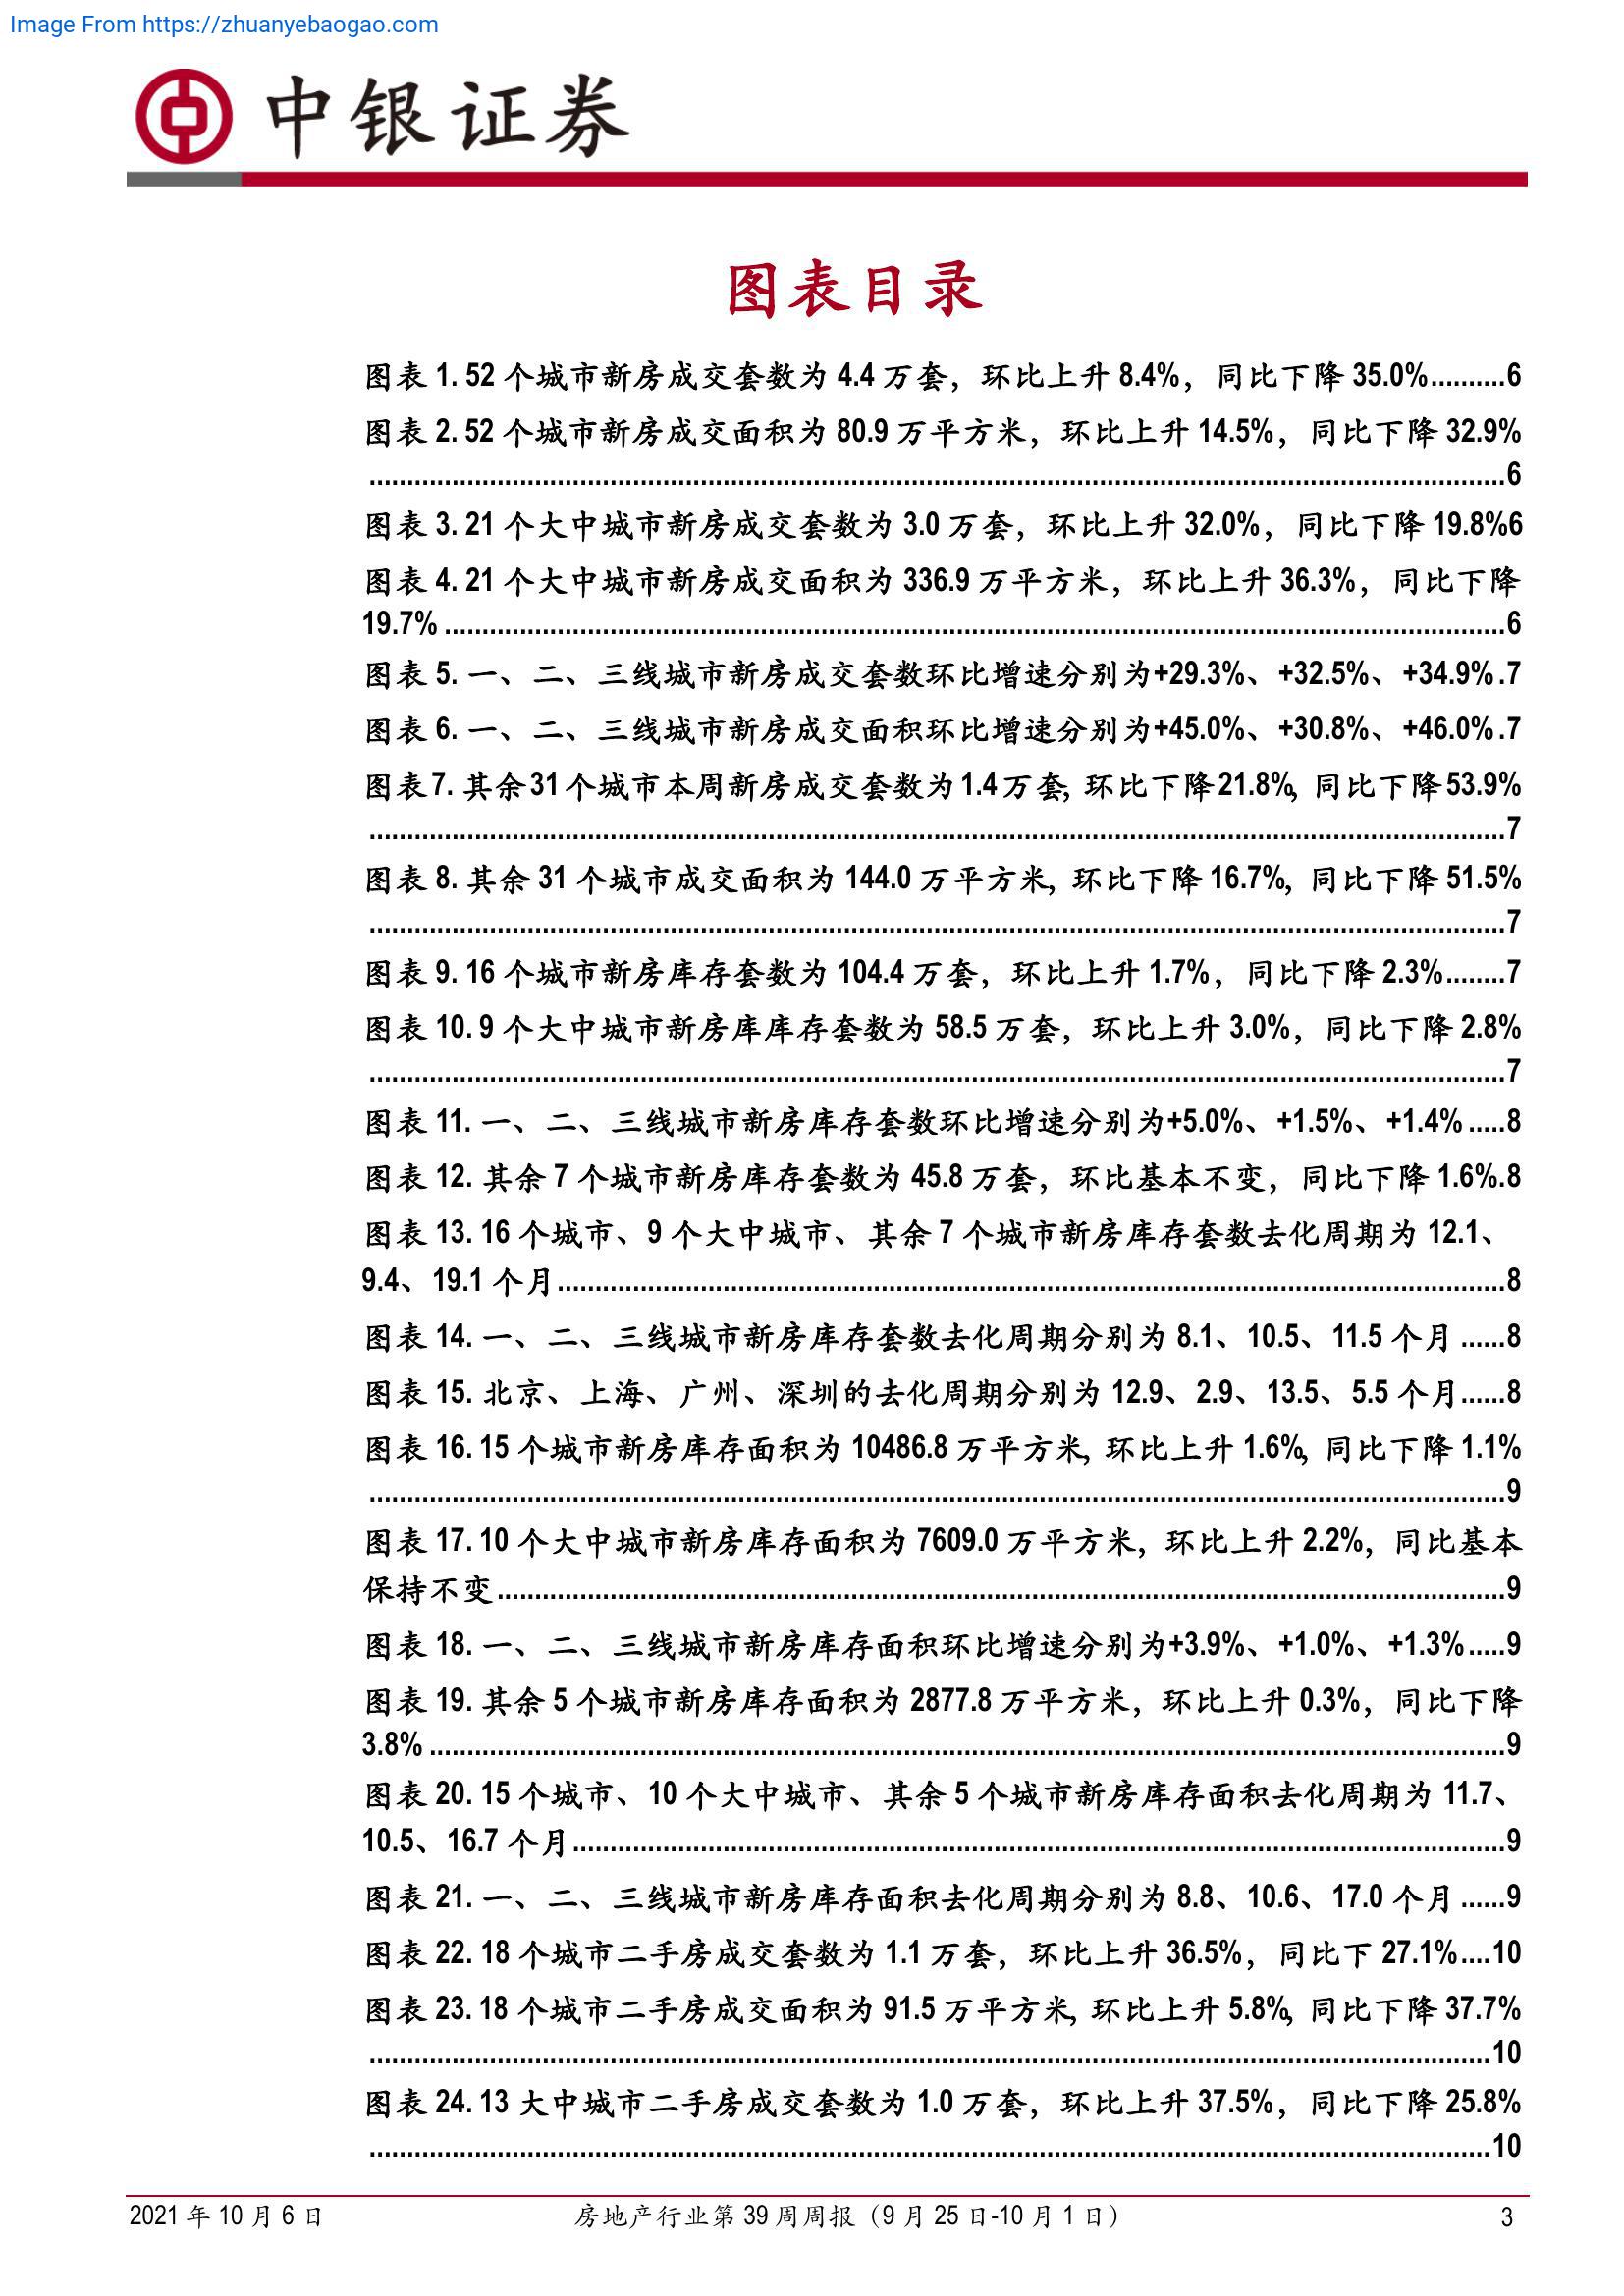 Image From https://zhuanyebaogao.com
中银证券
图表目录
图表 1. 52 个城市新房成交套数为 4.4 万套，环比上升 8.4%，同比下降 35.0%..........6
图表 2. 52 个城市新房成交面积为 80.9 万平方米，环比上升 14.5%，同比下降 32.9%
......................................................................................................................................................6
图表 3. 21 个大中城市新房成交套数为 3.0 万套，环比上升 32.0%，同比下降 19.8%6
图表 4. 21 个大中城市新房成交面积为 336.9 万平方米，环比上升 36.3%，同比下降
19.7% ............................................................................................................................................6
图表 5. 一、二、三线城市新房成交套数环比增速分别为+29.3%、+32.5%、+34.9% .7
图表 6. 一、二、三线城市新房成交面积环比增速分别为+45.0%、+30.8%、+46.0% .7
图表 7. 其余 31 个城市本周新房成交套数为 1.4 万套，环比下降 21.8%，同比下降 53.9%
......................................................................................................................................................7
图表 8. 其余 31 个城市成交面积为 144.0 万平方米，环比下降 16.7%，同比下降 51.5%
......................................................................................................................................................7
图表 9. 16 个城市新房库存套数为 104.4 万套，环比上升 1.7%，同比下降 2.3%........7
图表 10. 9 个大中城市新房库库存套数为 58.5 万套，环比上升 3.0%，同比下降 2.8%
......................................................................................................................................................7
图表 11. 一、二、三线城市新房库存套数环比增速分别为+5.0%、+1.5%、+1.4% .....8
图表 12. 其余 7 个城市新房库存套数为 45.8 万套，环比基本不变，同比下降 1.6%.8
图表 13. 16 个城市、9 个大中城市、其余 7 个城市新房库存套数去化周期为 12.1、
9.4、19.1 个月.............................................................................................................................8
图表 14. 一、二、三线城市新房库存套数去化周期分别为 8.1、10.5、11.5 个月 ......8
图表 15. 北京、上海、广州、深圳的去化周期分别为 12.9、2.9、13.5、5.5 个月......8
图表 16. 15 个城市新房库存面积为 10486.8 万平方米，环比上升 1.6%，同比下降 1.1%
......................................................................................................................................................9
图表 17. 10 个大中城市新房库存面积为 7609.0 万平方米，环比上升 2.2%，同比基本
保持不变.....................................................................................................................................9
图表 18. 一、二、三线城市新房库存面积环比增速分别为+3.9%、+1.0%、+1.3%.....9
图表 19. 其余 5 个城市新房库存面积为 2877.8 万平方米，环比上升 0.3%，同比下降
3.8% ..............................................................................................................................................9
图表 20. 15 个城市、10 个大中城市、其余 5 个城市新房库存面积去化周期为 11.7、
10.5、16.7 个月...........................................................................................................................9
图表 21. 一、二、三线城市新房库存面积去化周期分别为 8.8、10.6、17.0 个月 ......9
图表 22. 18 个城市二手房成交套数为 1.1 万套，环比上升 36.5%，同比下 27.1%....10
图表 23. 18 个城市二手房成交面积为 91.5 万平方米，环比上升 5.8%，同比下降 37.7%
....................................................................................................................................................10
图表 24. 13 大中城市二手房成交套数为 1.0 万套，环比上升 37.5%，同比下降 25.8%
....................................................................................................................................................10
2021 年 10 月 6 日 房地产行业第 39 周周报（9 月 25 日-10 月 1 日） 3